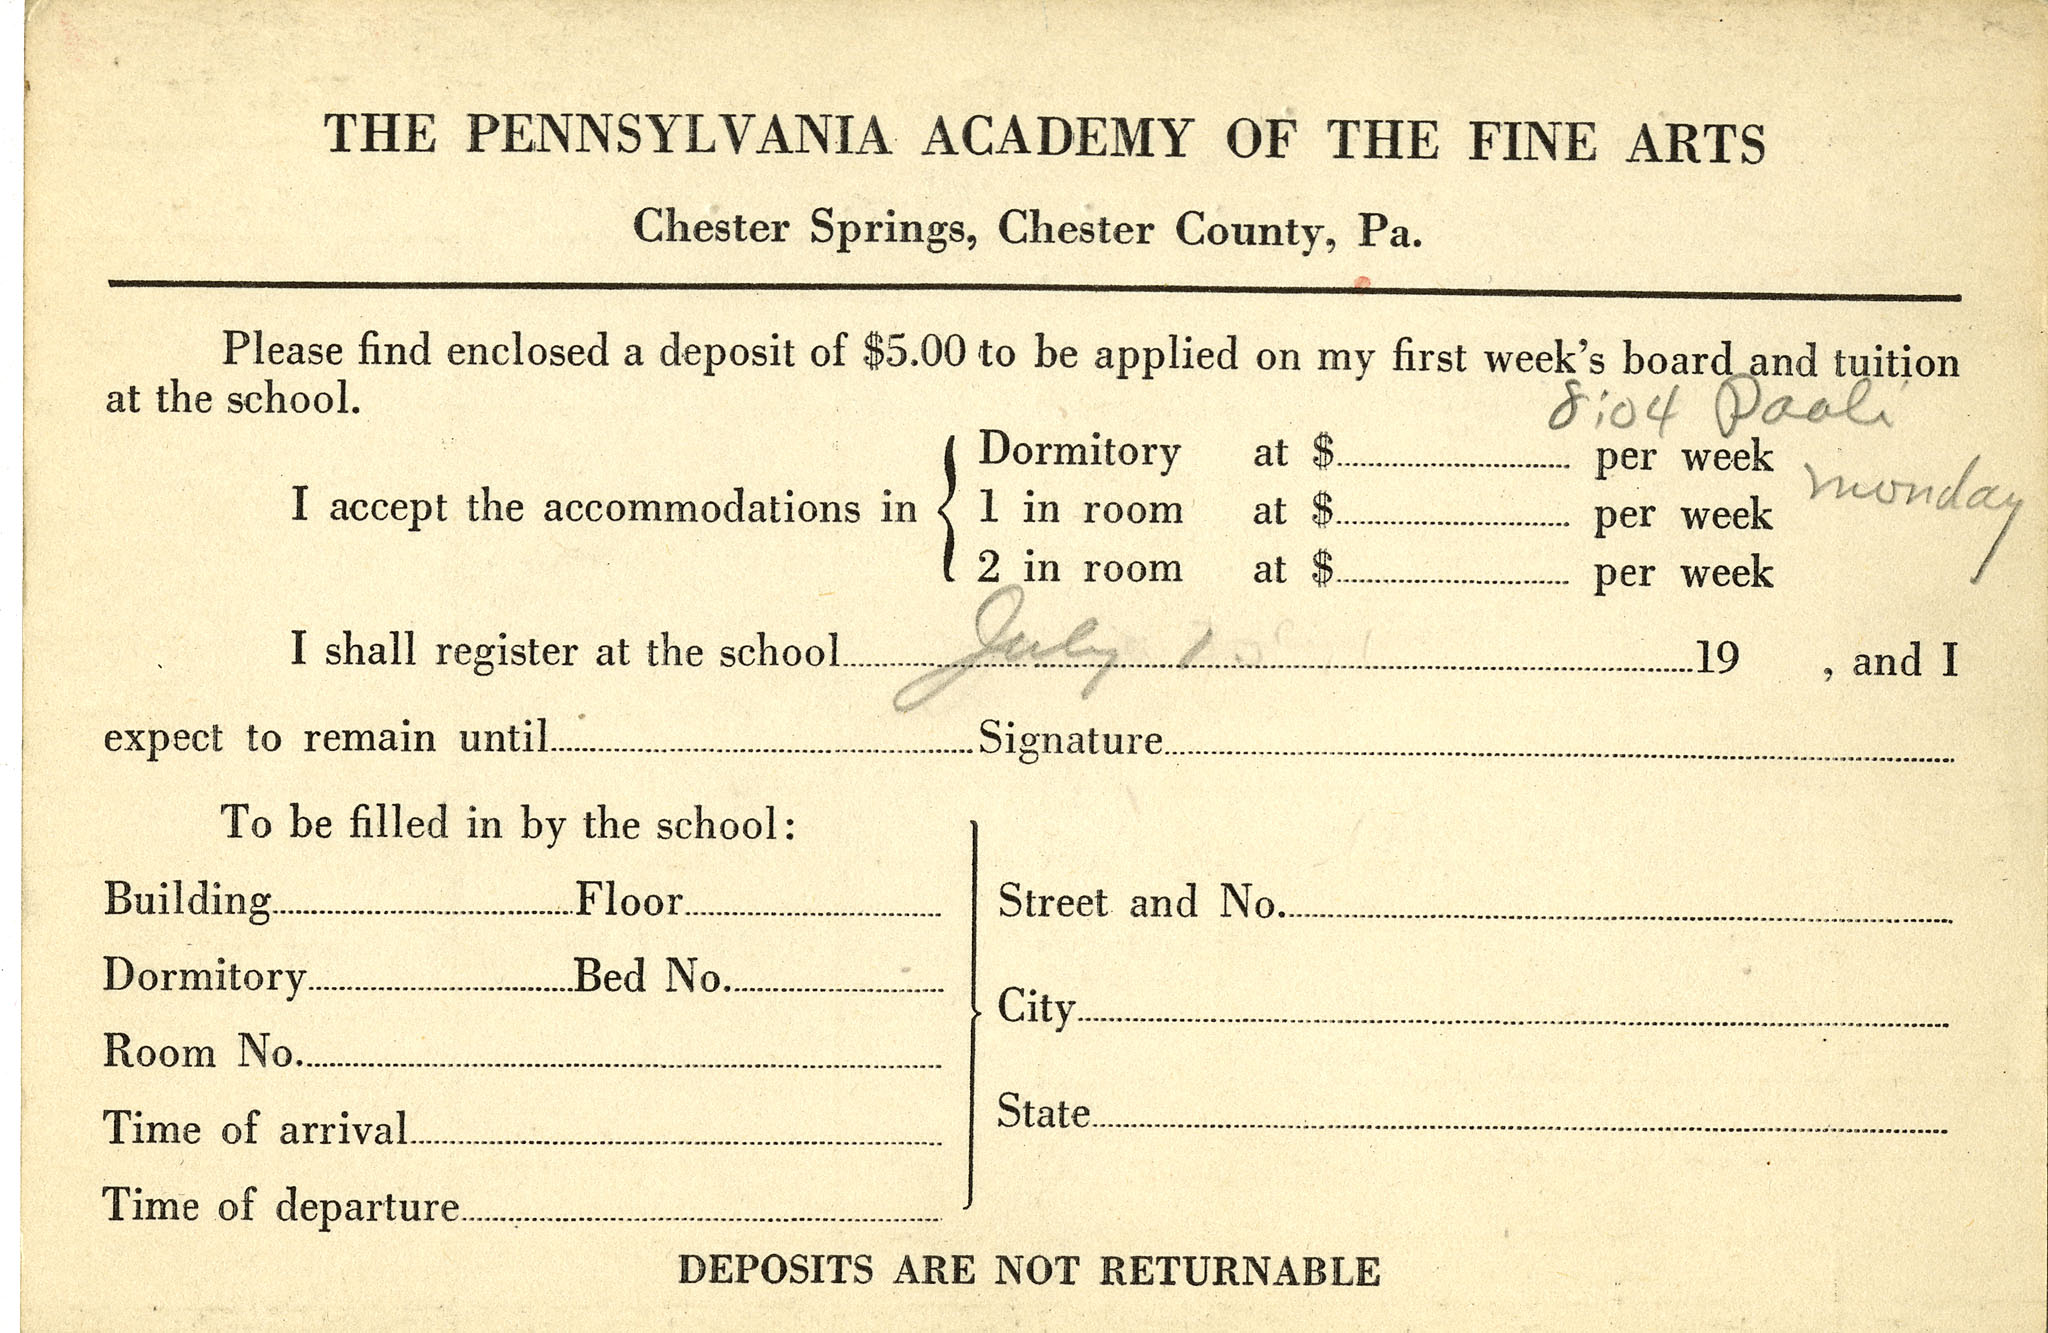 THE PENNSYLVANIA ACADEMY OF THE FINE ARTS
Chester Springs, Chester County, Pa.
Please find enclosed a deposit of $5.00 to be applied on my first week's board and tuition
at the school.
8:04 Paoli
monday
I accept the accommodations in
Dormitory at $ per week
1 in room at $ per week
2 in room at $ per week
I shall register at the school July 1 19 , and I
expect to remain until Signature
To be filled in by the school:
Building Floor
Dormitory Bed No.
Room No.
Time of arrival
Time of departure
Street and No.
City
State
DEPOSITS ARE NOT RETURNABLE